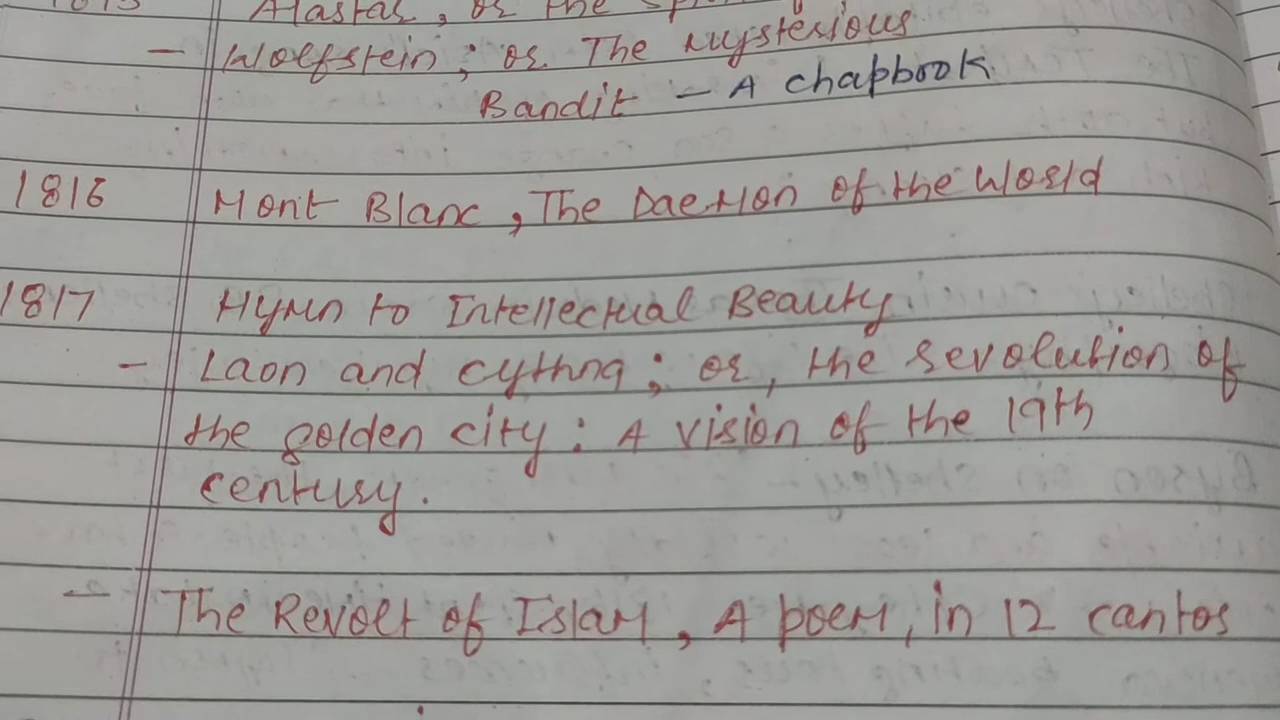 Alastar, or the
— Wolfstein; or The mysterious
Bandit – A chapbook
1816 Mont Blanc, The Daemon of the World
1817 Hymn to Intellectual Beauty.
– Laon and cythna; or, the revolution of
the golden city: A vision of the 19th
century.
– The Revolt of Islam, A poem, in 12 cantos